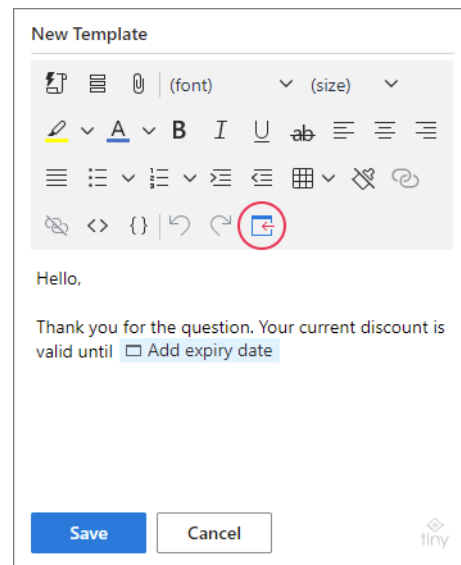 New Template
(font) (size)
A B I U ab
<> {}
Hello,
Thank you for the question. Your current discount is
valid until Add expiry date
Save Cancel
tiny